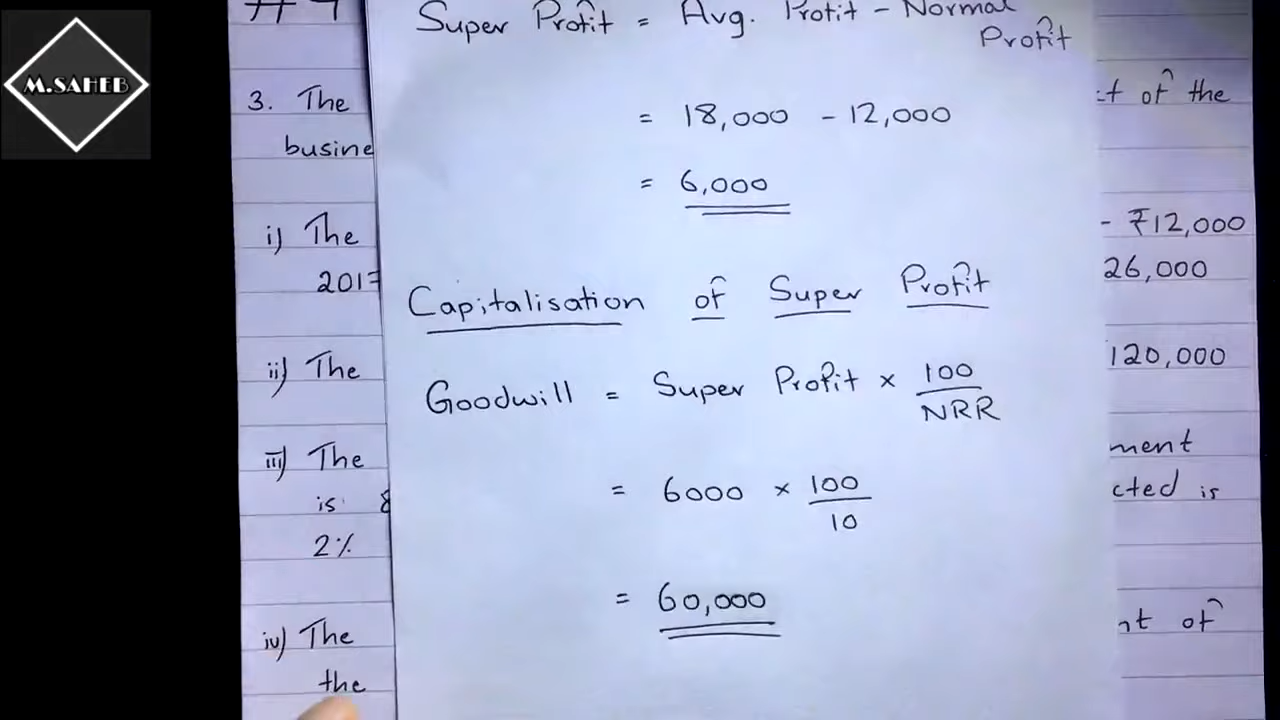 M.SAHEB
Super Profit = Avg. Profit - Normal
Profit
3. The
ct of the
busine
= 18,000 - 12,000
= 6,000
i) The
- ₹12,000
2017
26,000
Capitalisation of Super Profit
ii) The
120,000
Goodwill = Super Profit × 100
NRR
iii) The
ment
is
cted is
= 6000 × 100
10
2%
= 60,000
iv) The
nt of
the